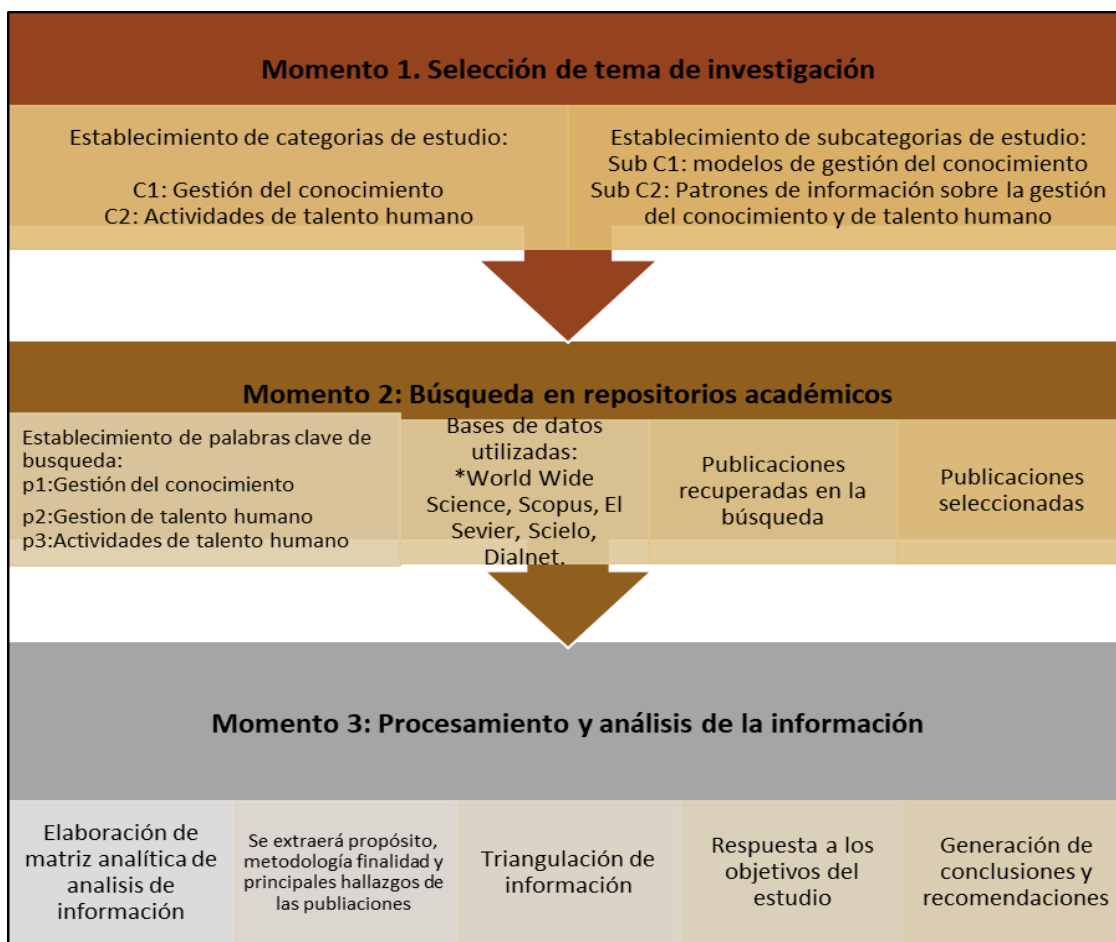 Momento 1. Selección de tema de investigación
Establecimiento de categorias de estudio:
C1: Gestión del conocimiento
C2: Actividades de talento humano
Establecimiento de subcategorias de estudio:
Sub C1: modelos de gestión del conocimiento
Sub C2: Patrones de información sobre la gestión
del conocimiento y de talento humano
Momento 2: Búsqueda en repositorios académicos
Establecimiento de palabras clave de
busqueda:
p1:Gestión del conocimiento
p2:Gestion de talento humano
p3:Actividades de talento humano
Bases de datos
utilizadas:
*World Wide
Science, Scopus, El
Sevier, Scielo,
Dialnet.
Publicaciones
recuperadas en la
búsqueda
Publicaciones
seleccionadas
Momento 3: Procesamiento y análisis de la información
Elaboración de
matriz analítica de
analisis de
información
Se extraerá propósito,
metodología finalidad y
principales hallazgos de
las publiaciones
Triangulación de
información
Respuesta a los
objetivos del
estudio
Generación de
conclusiones y
recomendaciones